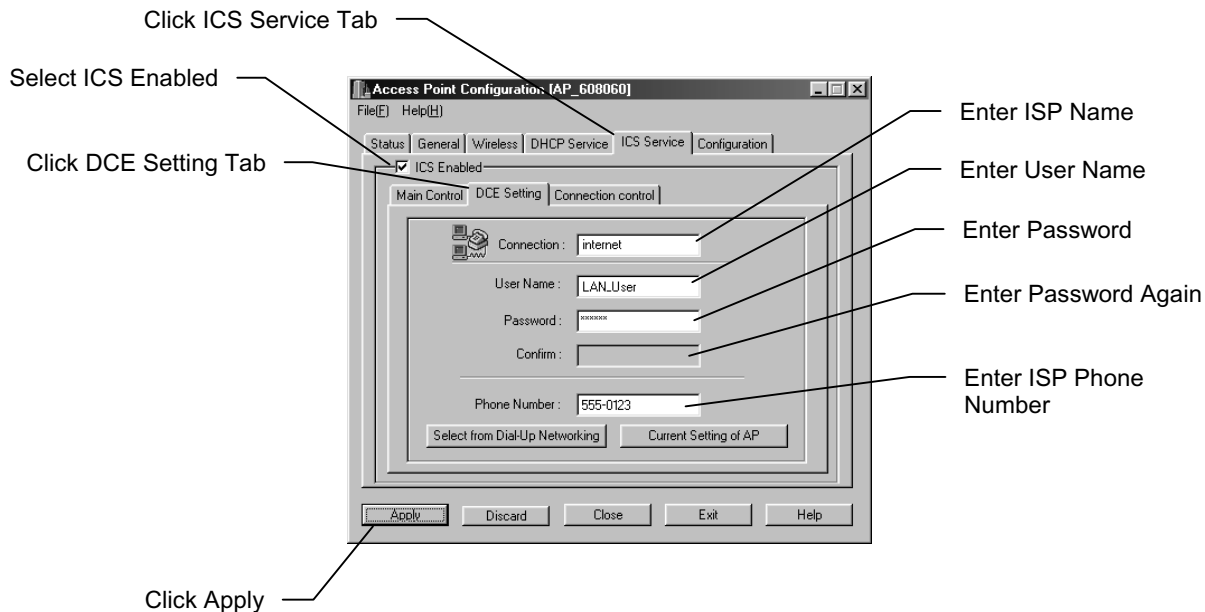 Click ICS Service Tab
Select ICS Enabled
Click DCE Setting Tab
Access Point Configuration [AP_608060]
File(F) Help(H)
Status General Wireless DHCP Service ICS Service Configuration
ICS Enabled
Main Control DCE Setting Connection control
Connection : internet
User Name : LAN_User
Password : ××××××
Confirm :
Phone Number : 555-0123
Select from Dial-Up Networking Current Setting of AP
Apply Discard Close Exit Help
Enter ISP Name
Enter User Name
Enter Password
Enter Password Again
Enter ISP Phone
Number
Click Apply